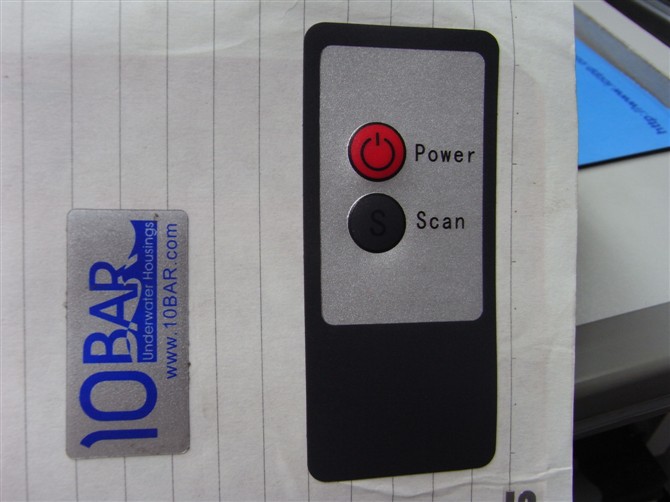 10BAR
Underwater Housings
www.10BAR.com
Power
S Scan